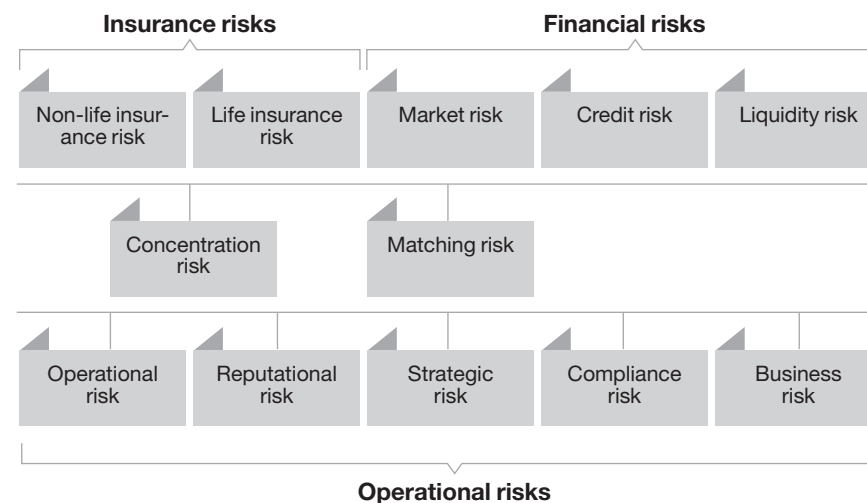 Insurance risks
Financial risks
Non-life insur-
ance risk
Life insurance
risk
Market risk
Credit risk
Liquidity risk
Concentration
risk
Matching risk
Operational
risk
Reputational
risk
Strategic
risk
Compliance
risk
Business
risk
Operational risks